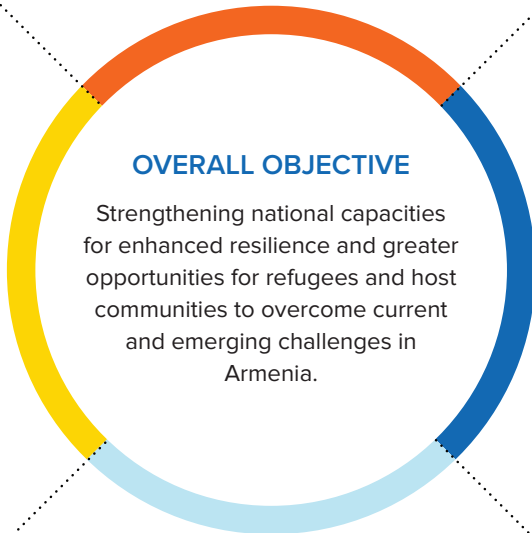 OVERALL OBJECTIVE
Strengthening national capacities
for enhanced resilience and greater
opportunities for refugees and host
communities to overcome current
and emerging challenges in
Armenia.